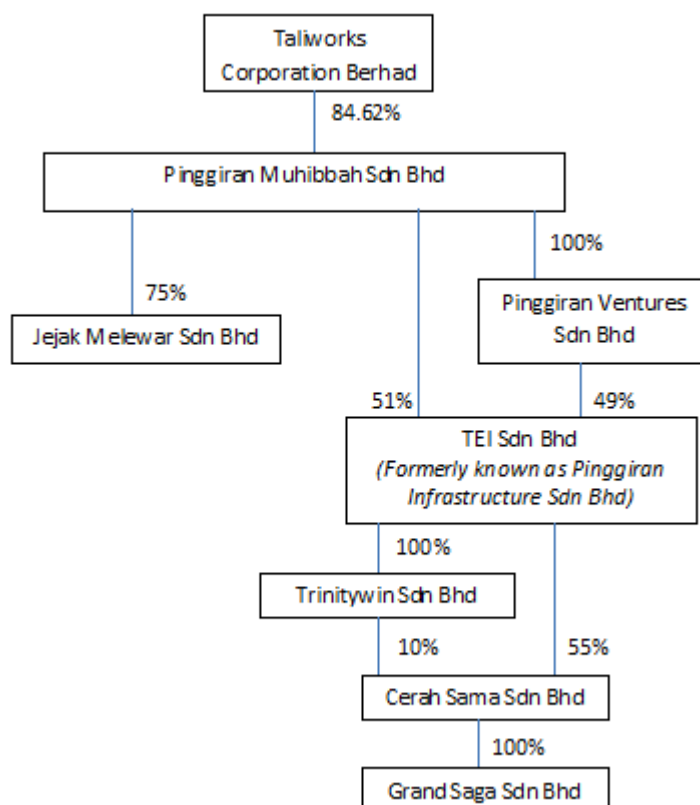 Taliworks
Corporation Berhad
84.62%
Pinggiran Muhibbah Sdn Bhd
100%
75%
Pinggiran Ventures
Sdn Bhd
Jejak Melewar Sdn Bhd
51%
49%
TEI Sdn Bhd
(Formerly known as Pinggiran
Infrastructure Sdn Bhd)
100%
Trinitywin Sdn Bhd
10%
55%
Cerah Sama Sdn Bhd
100%
Grand Saga Sdn Bhd